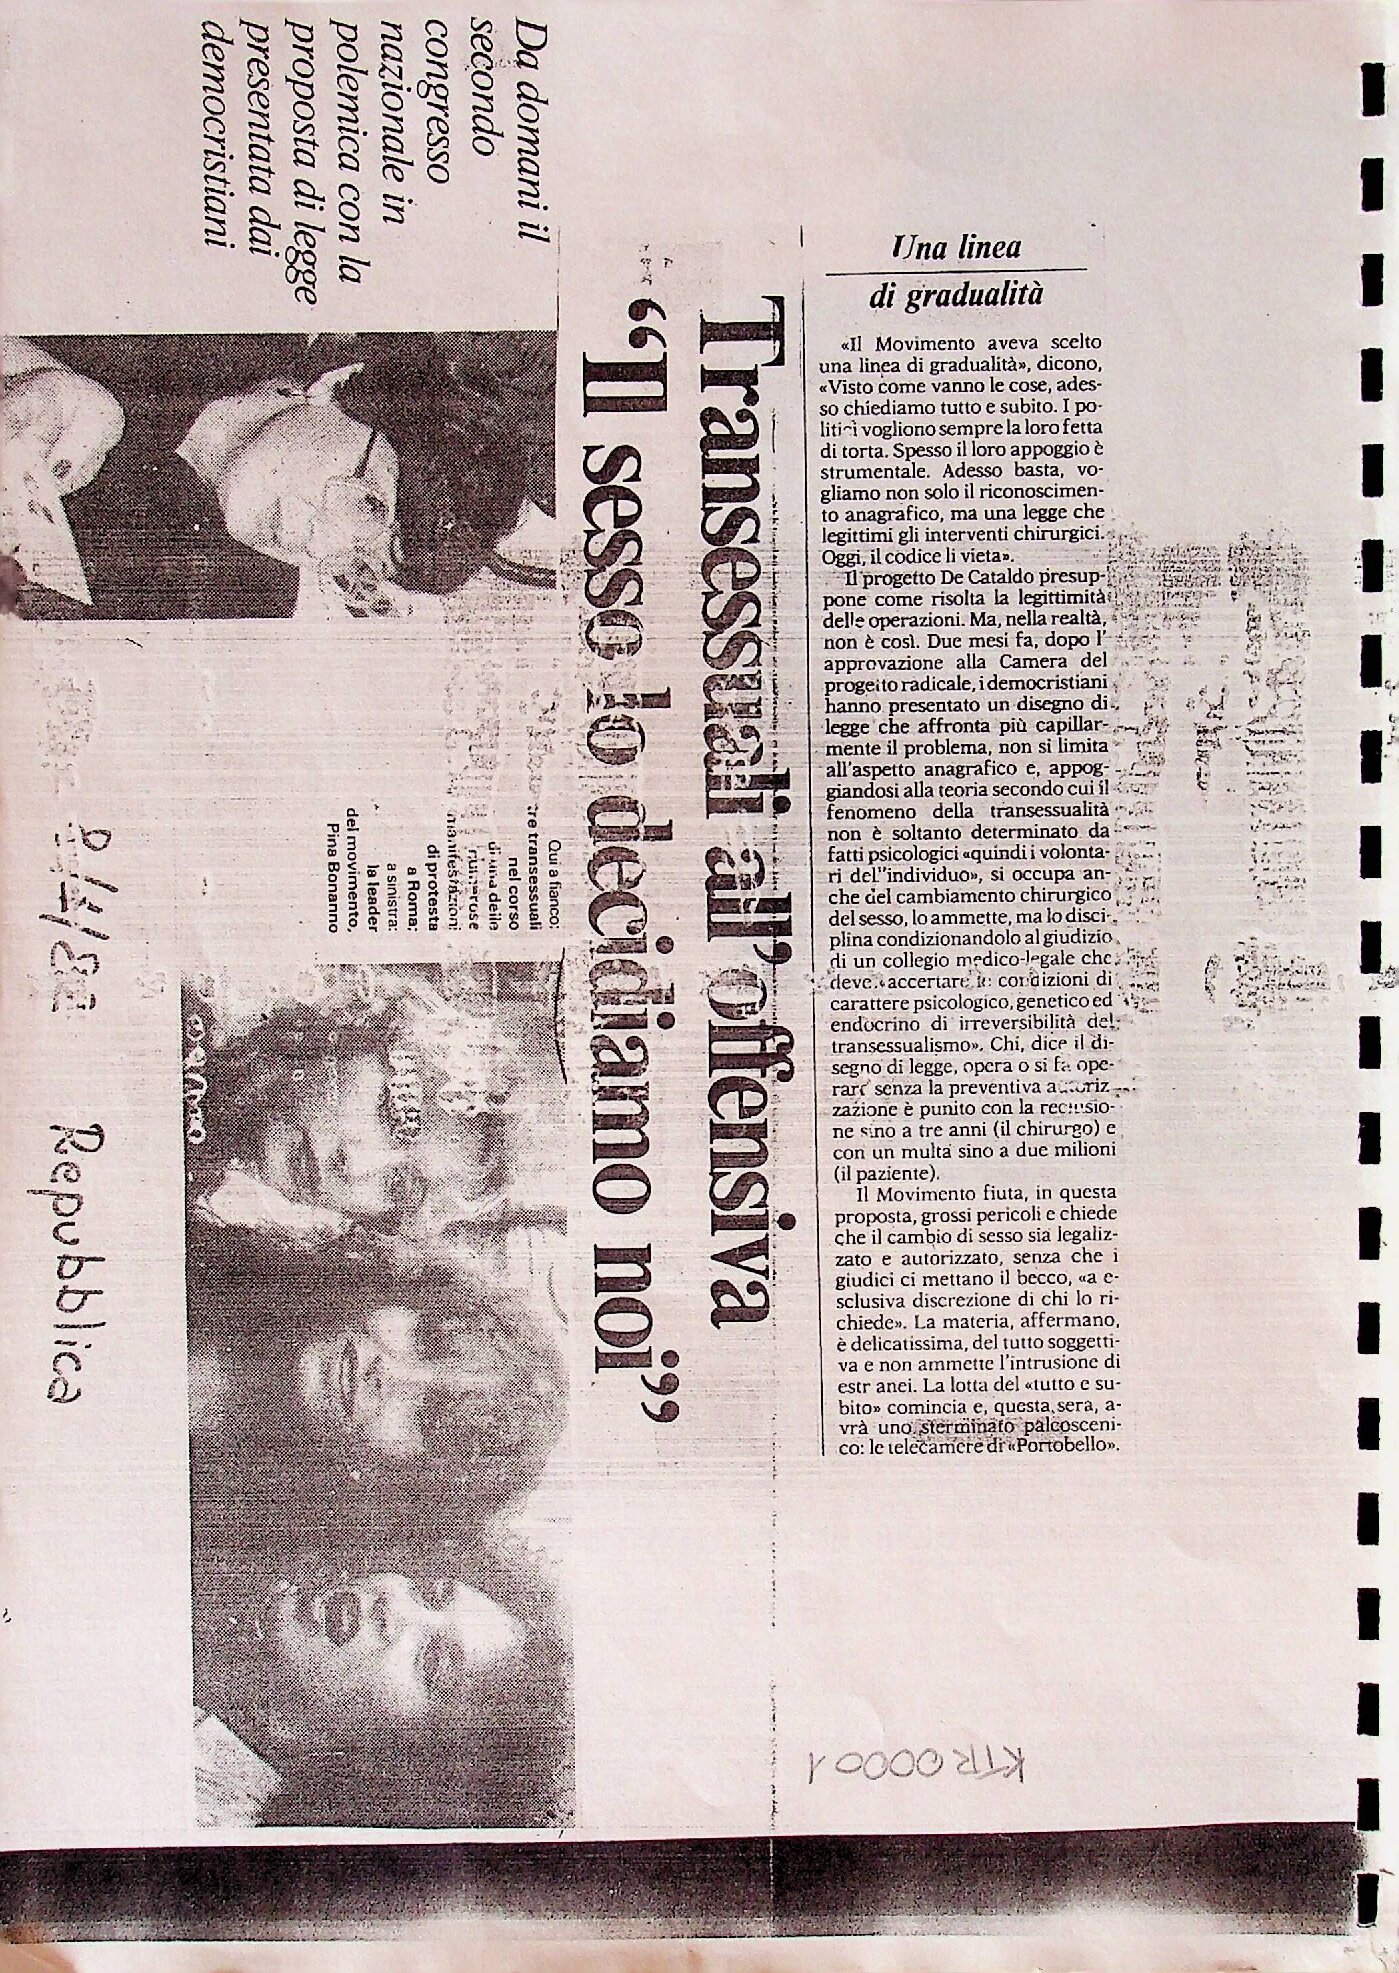 Da domani il
secondo
congresso
nazionale in
polemica con la
proposta di legge
presentata dai
democristiani
Transessuali all'offensiva
“Il sesso lo decidiamo noi”
Qui a fianco:
tre transessuali
nel corso
di una delle
numerose
manifestazioni
di protesta
a Roma;
a sinistra:
la leader
del movimento,
Pina Bonanno
Una linea
di gradualità
«Il Movimento aveva scelto
una linea di gradualità», dicono,
«Visto come vanno le cose, ades-
so chiediamo tutto e subito. I po-
litici vogliono sempre la loro fetta
di torta. Spesso il loro appoggio è
strumentale. Adesso basta, vo-
gliamo non solo il riconoscimen-
to anagrafico, ma una legge che
legittimi gli interventi chirurgici.
Oggi, il codice li vieta».
Il progetto De Cataldo presup-
pone come risolta la legittimità
delle operazioni. Ma, nella realtà,
non è così. Due mesi fa, dopo l'
approvazione alla Camera del
progetto radicale, i democristiani
hanno presentato un disegno di
legge che affronta più capillar-
mente il problema, non si limita
all'aspetto anagrafico e, appog-
giandosi alla teoria secondo cui il
fenomeno della transessualità
non è soltanto determinato da
fatti psicologici «quindi i volonta-
ri del''individuo», si occupa an-
che del cambiamento chirurgico
del sesso, lo ammette, ma lo disci-
plina condizionandolo al giudizio
di un collegio medico-legale che
deve «accertare le condizioni di
carattere psicologico, genetico ed
endocrino di irreversibilità del
transessualismo». Chi, dice il di-
segno di legge, opera o si fa ope-
rare senza la preventiva autoriz-
zazione è punito con la reclusio-
ne sino a tre anni (il chirurgo) e
con un multa sino a due milioni
(il paziente).
Il Movimento fiuta, in questa
proposta, grossi pericoli e chiede
che il cambio di sesso sia legaliz-
zato e autorizzato, senza che i
giudici ci mettano il becco, «a e-
sclusiva discrezione di chi lo ri-
chiede». La materia, affermano,
è delicatissima, del tutto soggetti-
va e non ammette l'intrusione di
estranei. La lotta del «tutto e su-
bito» comincia e, questa sera, a-
vrà uno sterminato palcosceni-
co: le telecamere di «Portobello».
Repubblica
KTR 00001